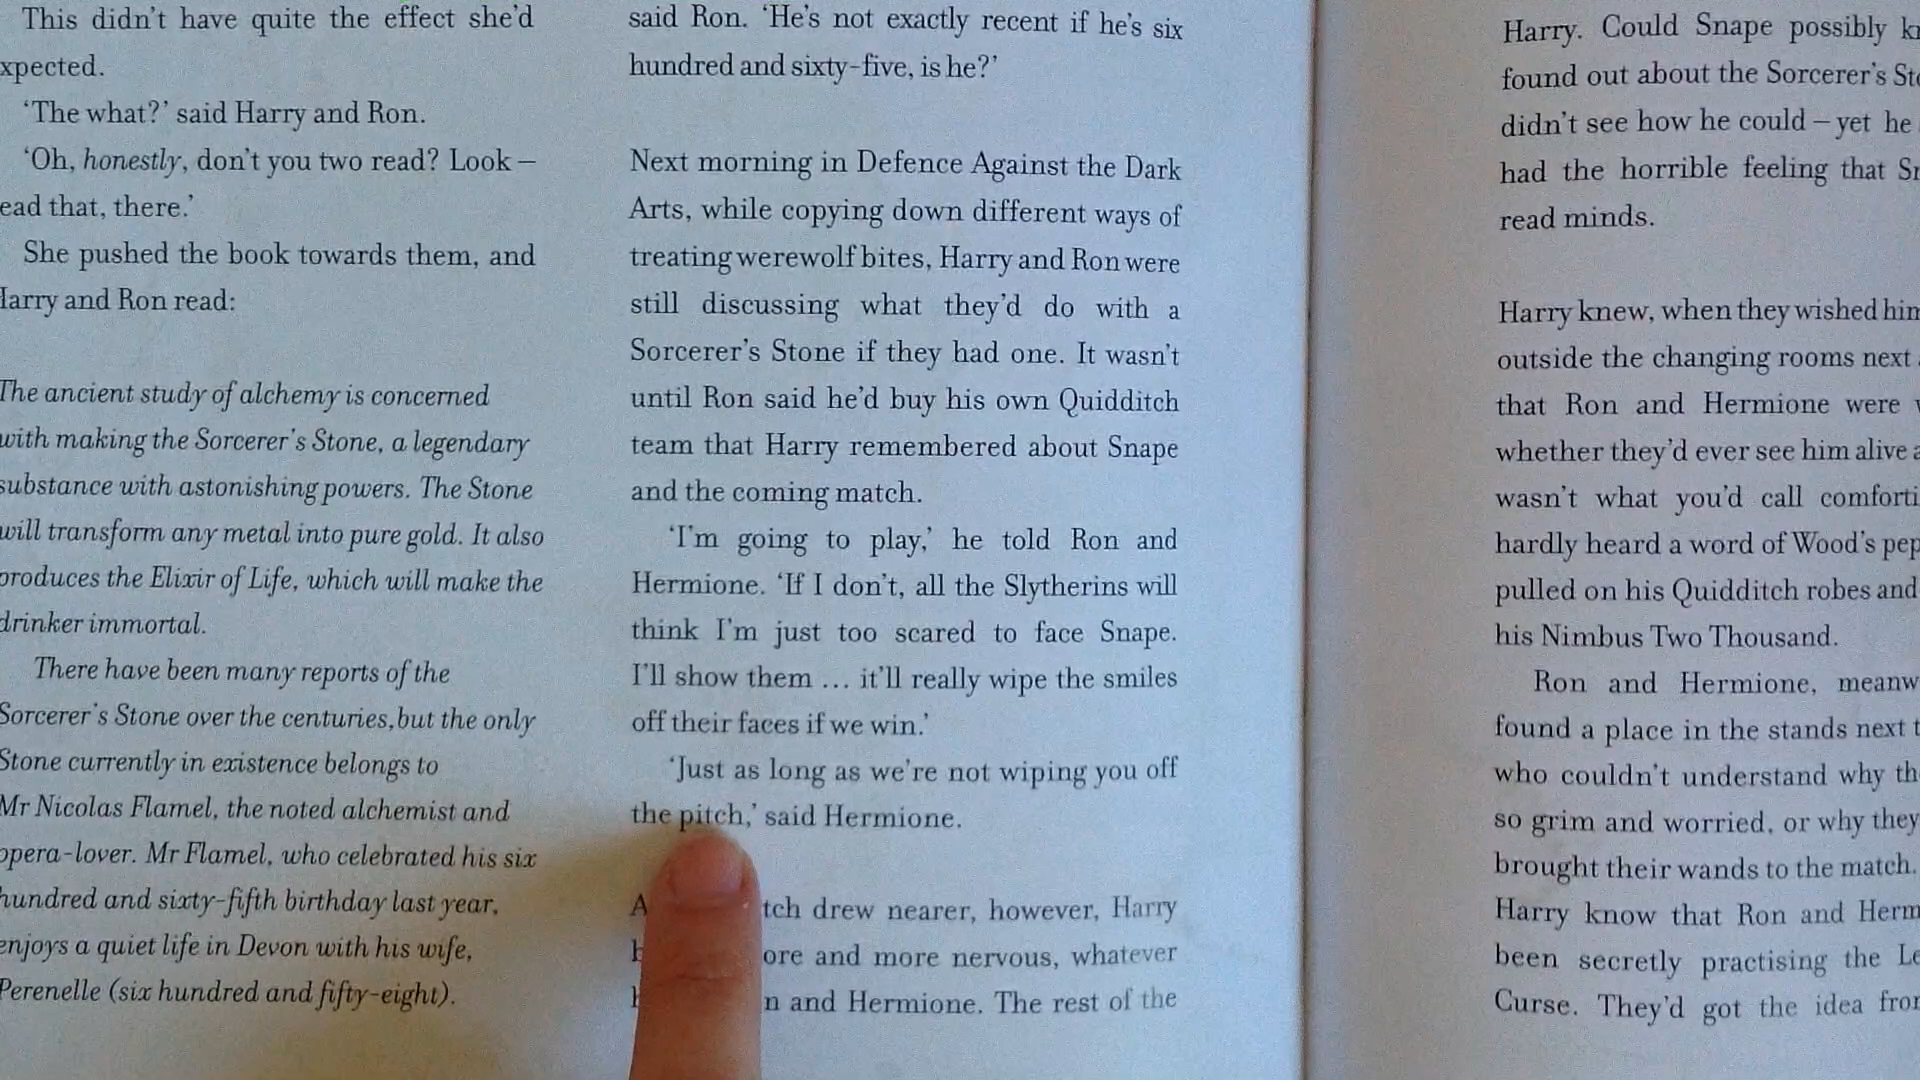 This didn't have quite the effect she'd
xpected.
'The what?' said Harry and Ron.
'Oh, honestly, don't you two read? Look –
ead that, there.'
She pushed the book towards them, and
Harry and Ron read:
The ancient study of alchemy is concerned
with making the Sorcerer's Stone, a legendary
substance with astonishing powers. The Stone
will transform any metal into pure gold. It also
produces the Elixir of Life, which will make the
drinker immortal.
There have been many reports of the
Sorcerer's Stone over the centuries, but the only
Stone currently in existence belongs to
Mr Nicolas Flamel, the noted alchemist and
opera-lover. Mr Flamel, who celebrated his six
hundred and sixty-fifth birthday last year,
enjoys a quiet life in Devon with his wife,
Perenelle (six hundred and fifty-eight).
said Ron. 'He's not exactly recent if he's six
hundred and sixty-five, is he?'
Next morning in Defence Against the Dark
Arts, while copying down different ways of
treating werewolf bites, Harry and Ron were
still discussing what they'd do with a
Sorcerer's Stone if they had one. It wasn't
until Ron said he'd buy his own Quidditch
team that Harry remembered about Snape
and the coming match.
'I'm going to play,' he told Ron and
Hermione. 'If I don't, all the Slytherins will
think I'm just too scared to face Snape.
I'll show them ... it'll really wipe the smiles
off their faces if we win.'
'Just as long as we're not wiping you off
the pitch,' said Hermione.
A tch drew nearer, however, Harry
ore and more nervous, whatever
n and Hermione. The rest of the
Harry. Could Snape possibly k
found out about the Sorcerer's St
didn't see how he could – yet he
had the horrible feeling that S
read minds.
Harry knew, when they wished him
outside the changing rooms next
that Ron and Hermione were
whether they'd ever see him alive a
wasn't what you'd call comforti
hardly heard a word of Wood's pep
pulled on his Quidditch robes and
his Nimbus Two Thousand.
Ron and Hermione, meanw
found a place in the stands next t
who couldn't understand why th
so grim and worried, or why they
brought their wands to the match.
Harry know that Ron and Herm
been secretly practising the Le
Curse. They'd got the idea fro